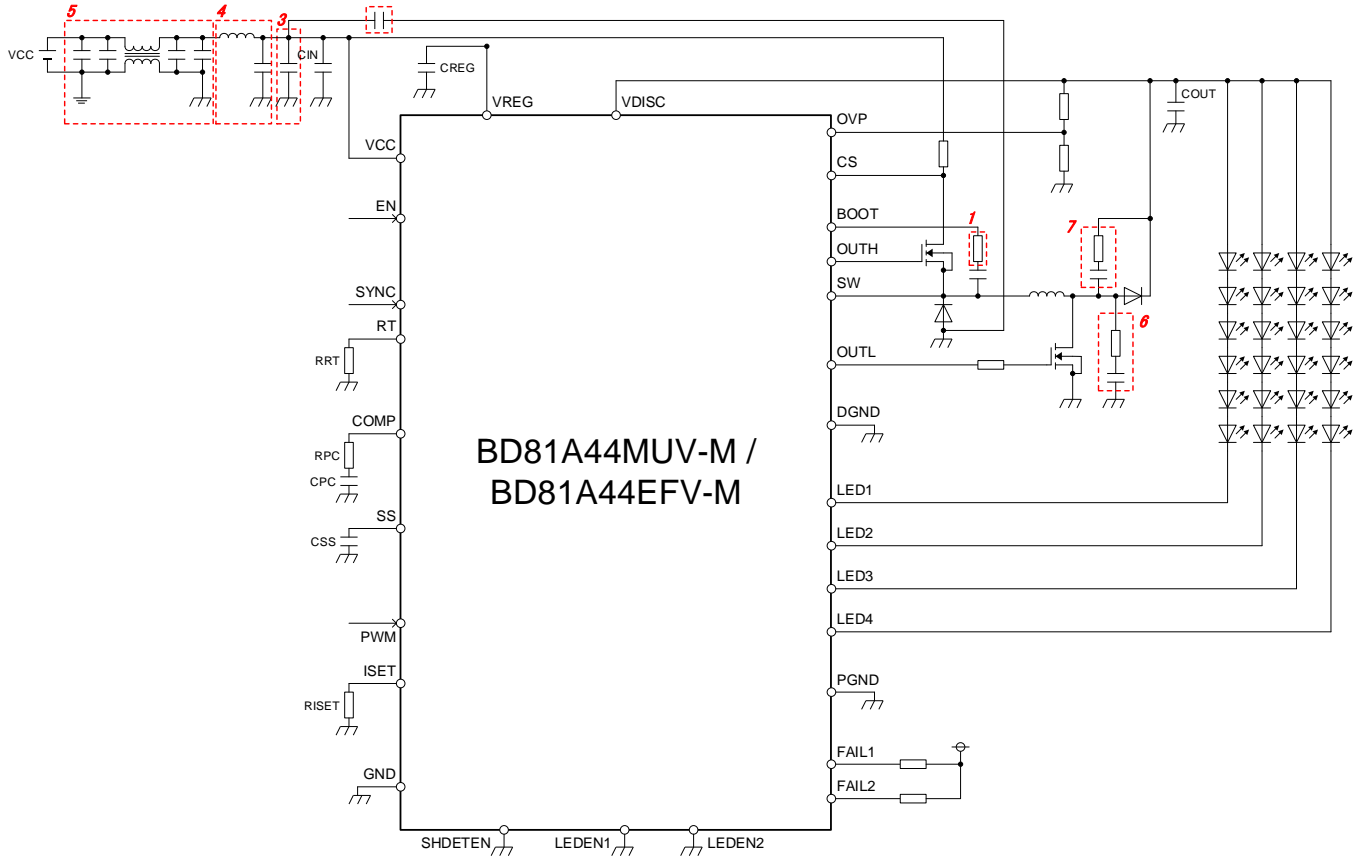 5
4
3
VCC
CIN
CREG
VREG
VDISC
COUT
VCC
OVP
CS
EN
BOOT
1
7
OUTH
SYNC
SW
RT
6
RRT
OUTL
COMP
DGND
RPC
CPC
BD81A44MUV-M /
BD81A44EFV-M
SS
LED1
CSS
LED2
LED3
PWM
LED4
ISET
PGND
RISET
FAIL1
GND
FAIL2
SHDETEN
LEDEN1
LEDEN2